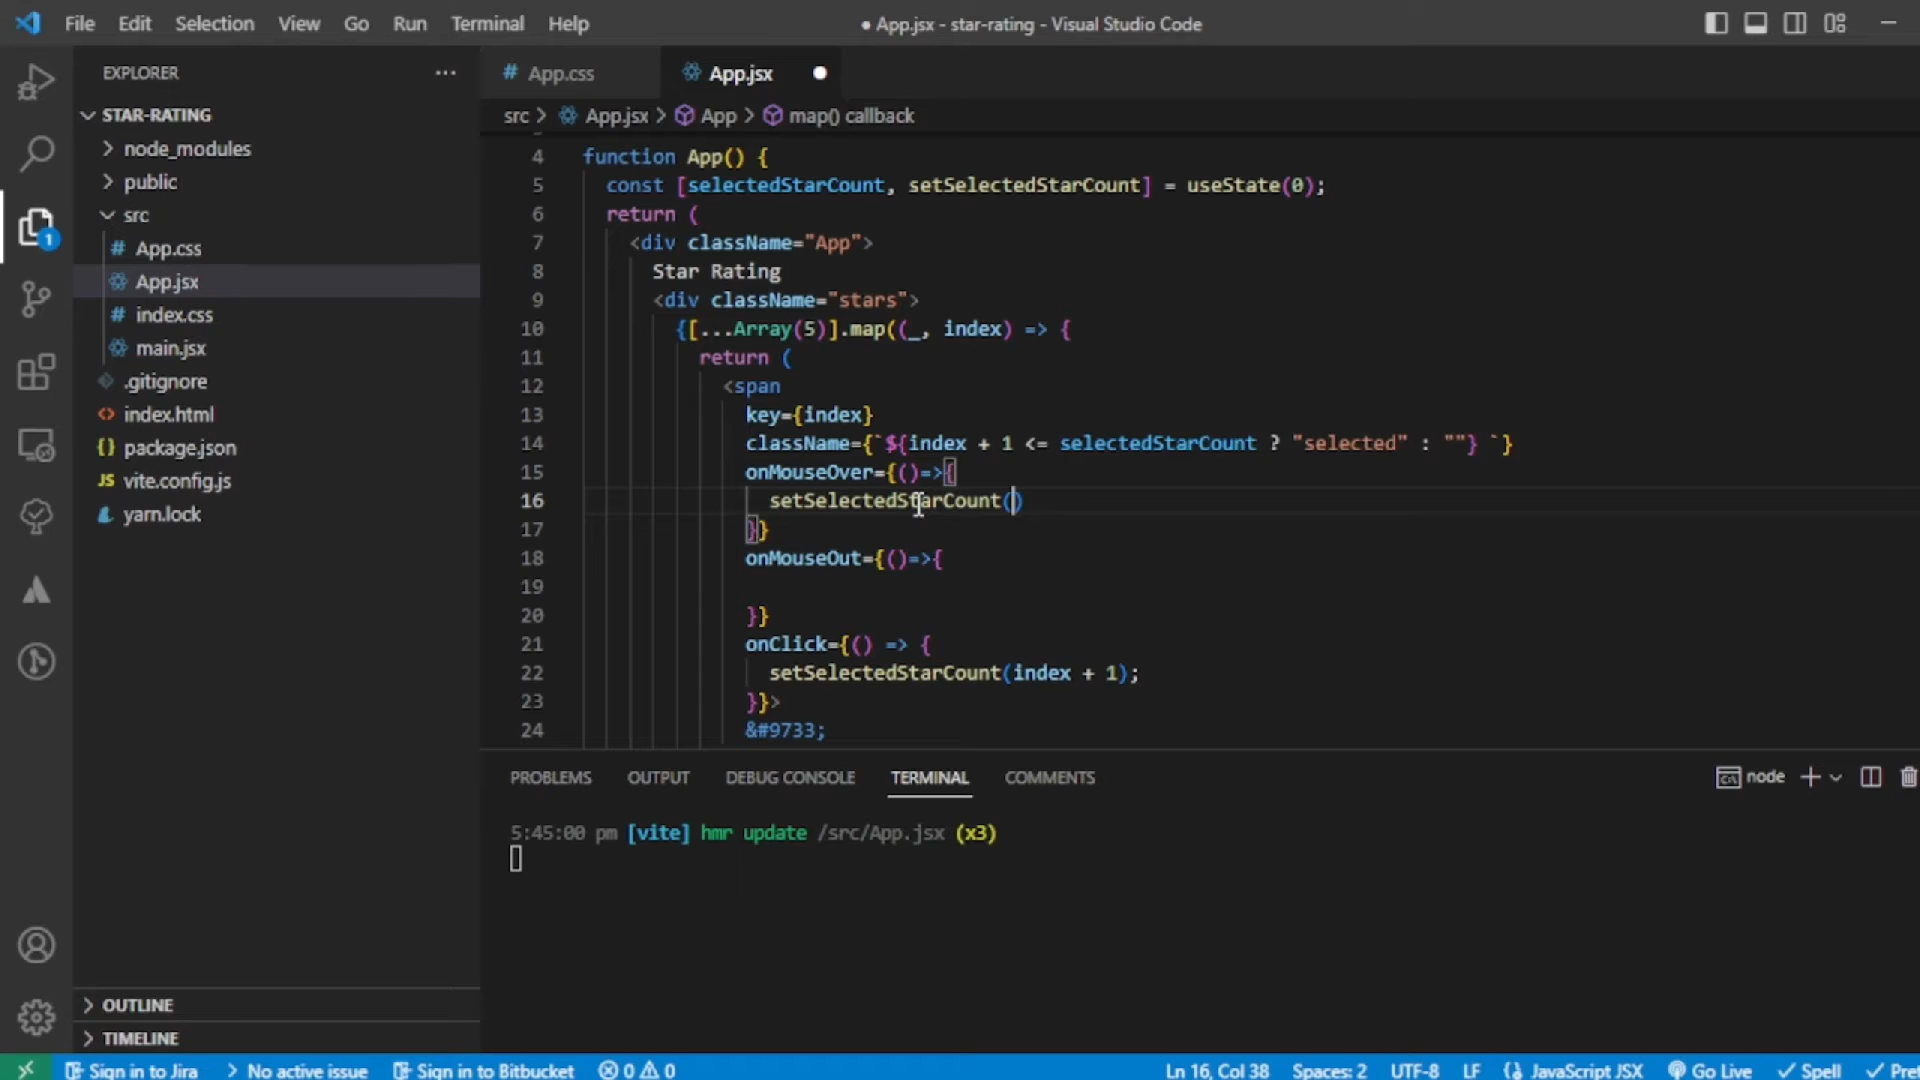 File Edit Selection View Go Run Terminal Help
● App.jsx - star-rating - Visual Studio Code
EXPLORER
STAR-RATING
node_modules
public
src
# App.css
App.jsx
# index.css
main.jsx
.gitignore
<> index.html
{} package.json
JS vite.config.js
yarn.lock
OUTLINE
TIMELINE
1
# App.css
App.jsx
src > App.jsx > App > map() callback
4 function App() {
5 const [selectedStarCount, setSelectedStarCount] = useState(0);
6 return (
7 <div className="App">
8 Star Rating
9 <div className="stars">
10 {[...Array(5)].map((_, index) => {
11 return (
12 <span
13 key={index}
14 className={`${index + 1 <= selectedStarCount ? "selected" : ""} `}
15 onMouseOver={()=>{
16 setSelectedStarCount()
17 }}
18 onMouseOut={()=>{
19
20 }}
21 onClick={() => {
22 setSelectedStarCount(index + 1);
23 }}>
24 &#9733;
PROBLEMS OUTPUT DEBUG CONSOLE TERMINAL COMMENTS
node
5:45:00 pm [vite] hmr update /src/App.jsx (x3)
Sign in to Jira No active issue Sign in to Bitbucket 0 0
Ln 16, Col 38 Spaces: 2 UTF-8 LF {} JavaScript JSX Go Live Spell Pret